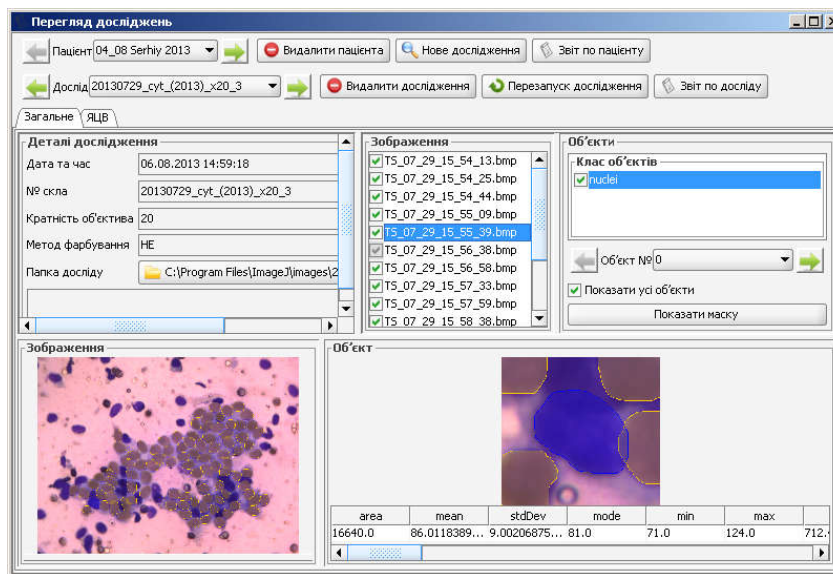 Перегляд досліджень
Пацієнт 04_08 Serhiy 2013 Видалити пацієнта Нове дослідження Звіт по пацієнту
Дослід 20130729_cyt_(2013)_x20_3 Видалити дослідження Перезапуск дослідження Звіт по досліду
Загальне ЯЦВ
Деталі дослідження
Дата та час 06.08.2013 14:59:18
№ скла 20130729_cyt_(2013)_x20_3
Кратність об'єктива 20
Метод фарбування HE
Папка досліду C:\Program Files\ImageJ\images\2
Зображення
TS_07_29_15_54_13.bmp
TS_07_29_15_54_25.bmp
TS_07_29_15_54_44.bmp
TS_07_29_15_55_09.bmp
TS_07_29_15_55_39.bmp
TS_07_29_15_56_38.bmp
TS_07_29_15_56_58.bmp
TS_07_29_15_57_33.bmp
TS_07_29_15_57_59.bmp
TS_07_29_15_58_38.bmp
Об'єкти
Клас об'єктів
nuclei
Об'єкт №0
Показати усі об'єкти
Показати маску
Зображення
Об'єкт
area mean stdDev mode min max
16640.0 86.0118389... 9.00206875... 81.0 71.0 124.0 712.